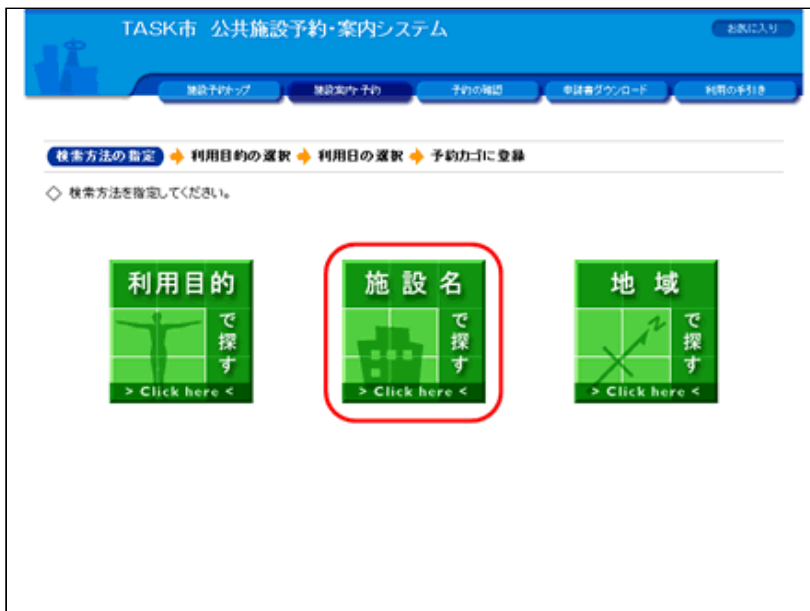 TASK市 公共施設予約・案内システム
お気に入り
施設予約トップ 施設案内・予約 予約の確認 申請書ダウンロード 利用の手引き
検索方法の指定 利用目的の選択 利用日の選択 予約カゴに登録
◇ 検索方法を指定してください。
利用目的
で探す
> Click here <
施設名
で探す
> Click here <
地域
で探す
> Click here <